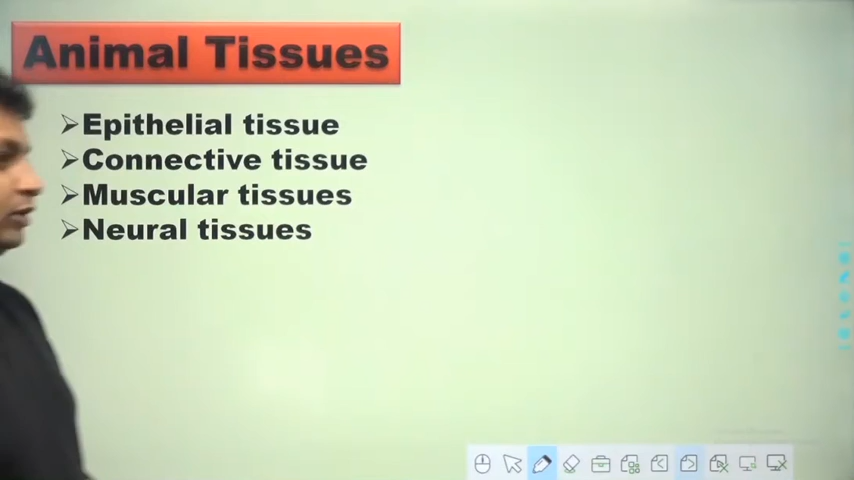 Animal Tissues
Epithelial tissue
Connective tissue
Muscular tissues
Neural tissues